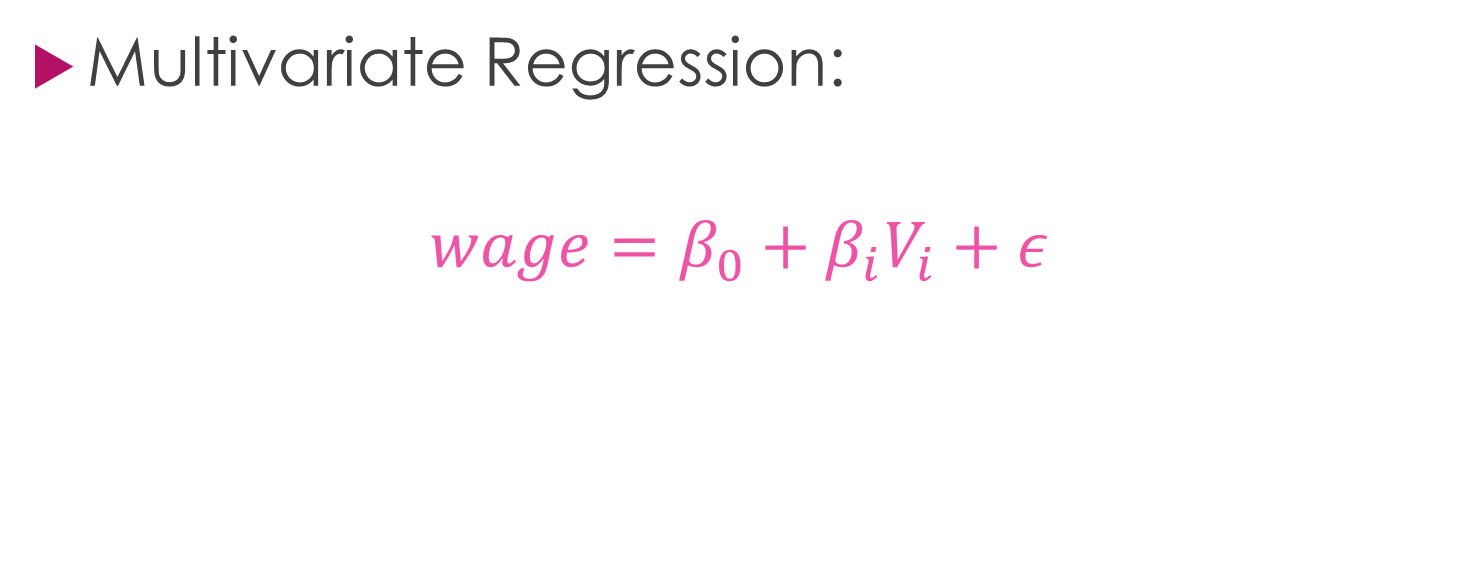 Multivariate Regression:
𝑤𝑎𝑔𝑒 = 𝛽₀ + 𝛽ᵢ𝑉ᵢ + 𝜖